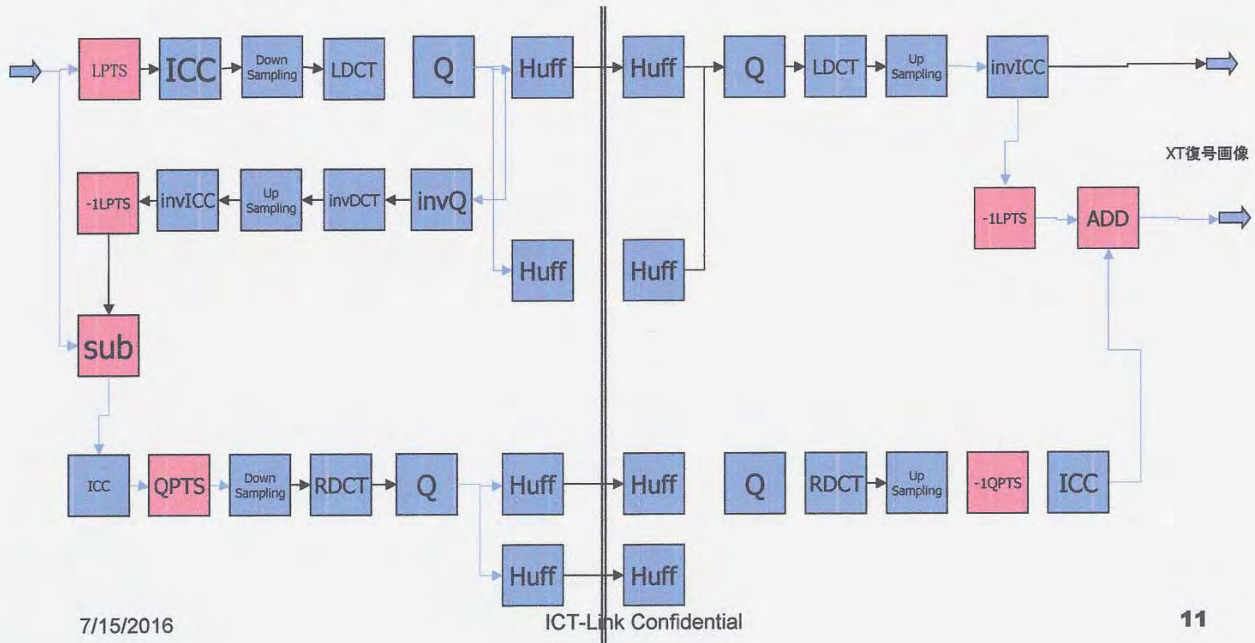 LPTS
ICC
Down
Sampling
LDCT
Q
Huff
Huff
Q
LDCT
Up
Sampling
invICC
XT復号画像
-1LPTS
invICC
Up
Sampling
invDCT
invQ
Huff
Huff
-1LPTS
ADD
sub
ICC
QPTS
Down
Sampling
RDCT
Q
Huff
Huff
Q
RDCT
Up
Sampling
-1QPTS
ICC
Huff
Huff
7/15/2016
ICT-Link Confidential
11